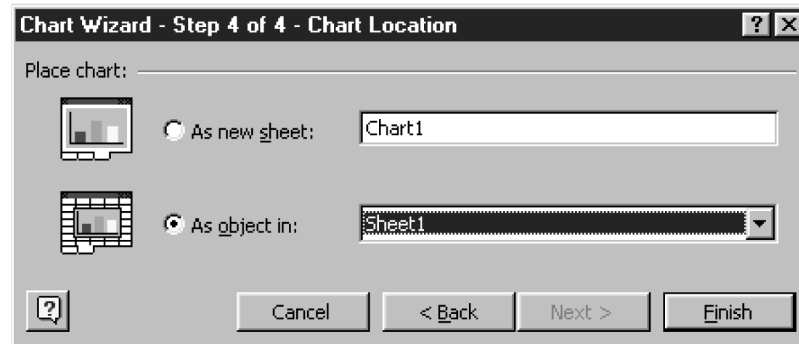 Chart Wizard - Step 4 of 4 - Chart Location ? X
Place chart:
As new sheet: Chart1
As object in: Sheet1
? Cancel < Back Next > Finish